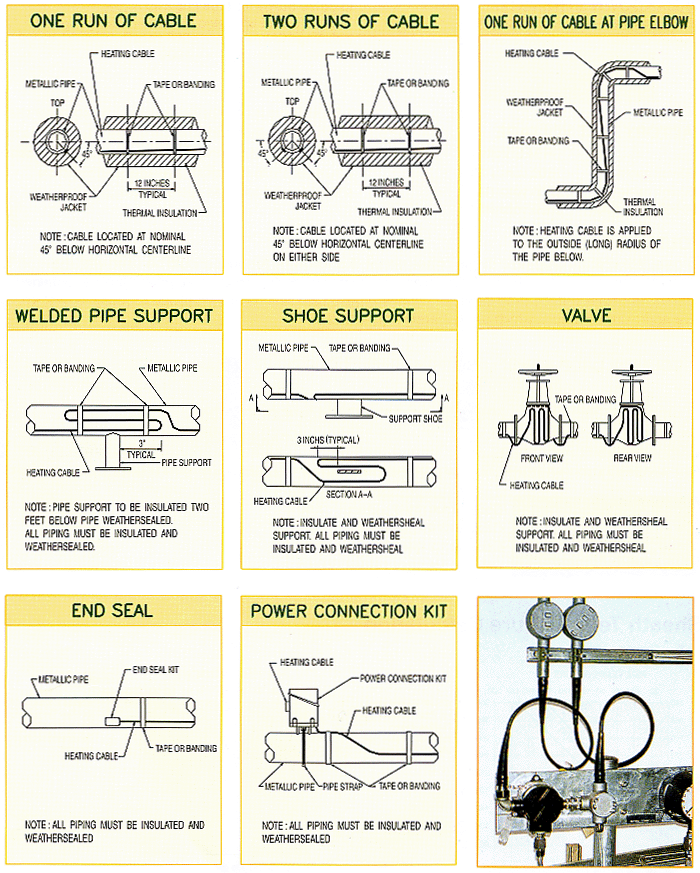 ONE RUN OF CABLE
HEATING CABLE
METALLIC PIPE
TAPE OR BANDING
TOP
45°
12 INCHES
TYPICAL
WEATHERPROOF
JACKET
THERMAL INSULATION
NOTE : CABLE LOCATED AT NOMINAL
45° BELOW HORIZONTAL CENTERLINE
TWO RUNS OF CABLE
HEATING CABLE
METALLIC PIPE
TAPE OR BANDING
TOP
45°
45°
45°
12 INCHES
TYPICAL
WEATHERPROOF
JACKET
THERMAL INSULATION
NOTE : CABLE LOCATED AT NOMINAL
45° BELOW HORIZONTAL CENTERLINE
ON EITHER SIDE
ONE RUN OF CABLE AT PIPE ELBOW
HEATING CABLE
WEATHERPROOF
JACKET
METALLIC PIPE
TAPE OR BANDING
THERMAL
INSULATION
NOTE : HEATING CABLE IS APPLIED
TO THE OUTSIDE (LONG) RADIUS OF
THE PIPE BELOW.
WELDED PIPE SUPPORT
TAPE OR BANDING
METALLIC PIPE
3"
TYPICAL
HEATING CABLE
PIPE SUPPORT
NOTE : PIPE SUPPORT TO BE INSULATED TWO
FEET BELOW PIPE WEATHERSEALED.
ALL PIPING MUST BE INSULATED AND
WEATHERSEALED.
SHOE SUPPORT
METALLIC PIPE
TAPE OR BANDING
A
A
SUPPORT SHOE
3 INCHS (TYPICAL)
HEATING CABLE
SECTION A–A
NOTE : INSULATE AND WEATHERSHEAL
SUPPORT. ALL PIPING MUST BE
INSULATED AND WEATHERSHEAL
VALVE
TAPE OR BANDING
FRONT VIEW
REAR VIEW
HEATING CABLE
NOTE : INSULATE AND WEATHERSHEAL
SUPPORT. ALL PIPING MUST BE
INSULATED AND WEATHERSHEAL
END SEAL
METALLIC PIPE
END SEAL KIT
HEATING CABLE
TAPE OR BANDING
NOTE : ALL PIPING MUST BE INSULATED AND
WEATHERSEALED
POWER CONNECTION KIT
HEATING CABLE
POWER CONNECTION KIT
HEATING CABLE
METALLIC PIPE
PIPE STRAP
TAPE OR BANDING
NOTE : ALL PIPING MUST BE INSULATED AND
WEATHERSEALED